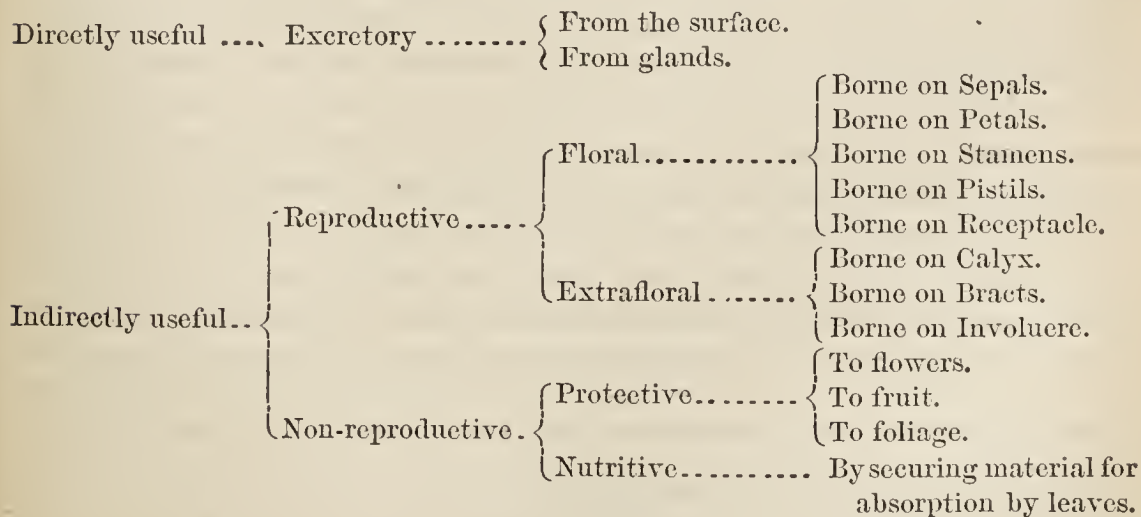 Directly useful .... Excretory ........ From the surface.
From glands.
Borne on Sepals.
Borne on Petals.
Floral ............ Borne on Stamens.
Borne on Pistils.
Reproductive ..... Borne on Receptacle.
Borne on Calyx.
Extrafloral ........ Borne on Bracts.
Indirectly useful .. Borne on Involucre.
To flowers.
Protective ........ To fruit.
Non-reproductive . To foliage.
Nutritive .......... By securing material for
absorption by leaves.